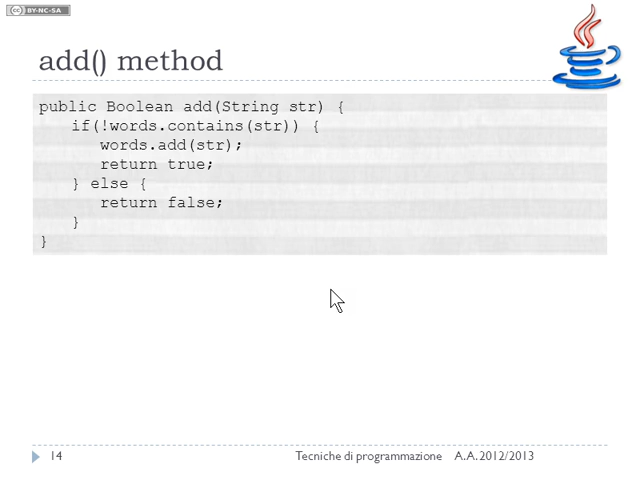 cc BY-NC-SA
add() method
public Boolean add(String str) {
if(!words.contains(str)) {
words.add(str);
return true;
} else {
return false;
}
}
14 Tecniche di programmazione A.A. 2012/2013